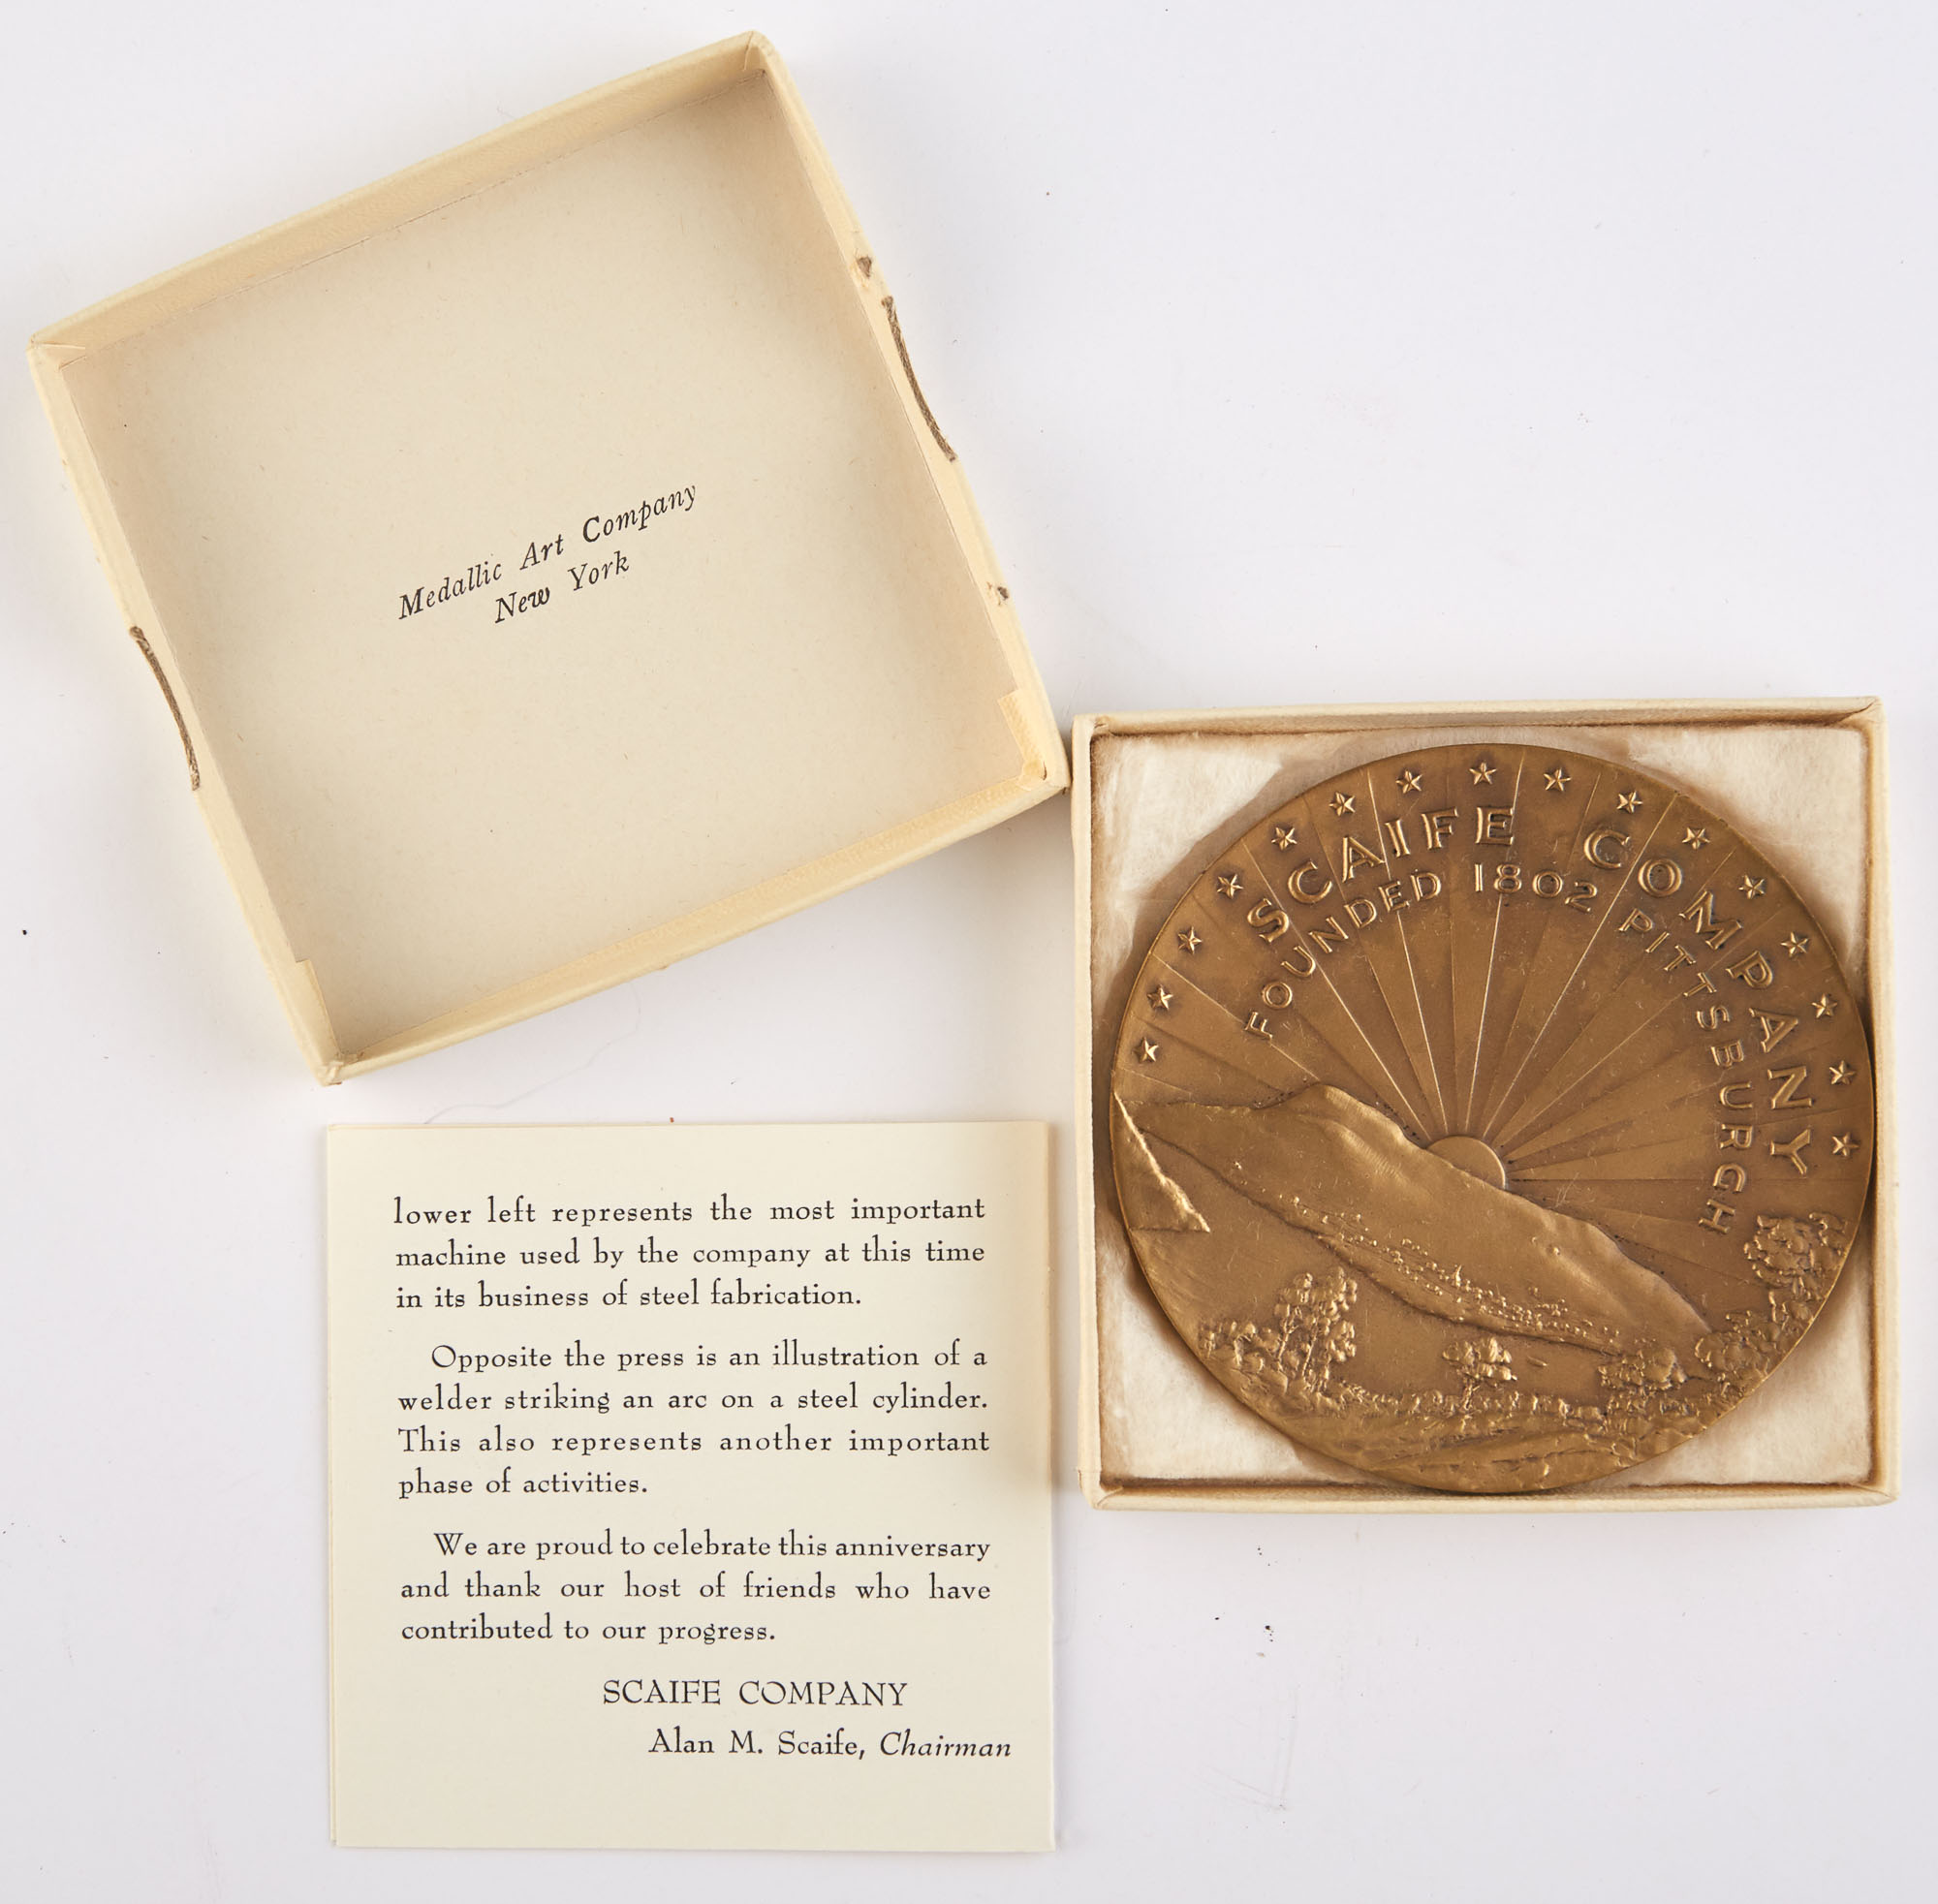 Medallic Art Company
New York
SCAIFE COMPANY
FOUNDED 1802 PITTSBURGH
lower left represents the most important
machine used by the company at this time
in its business of steel fabrication.
Opposite the press is an illustration of a
welder striking an arc on a steel cylinder.
This also represents another important
phase of activities.
We are proud to celebrate this anniversary
and thank our host of friends who have
contributed to our progress.
SCAIFE COMPANY
Alan M. Scaife, Chairman